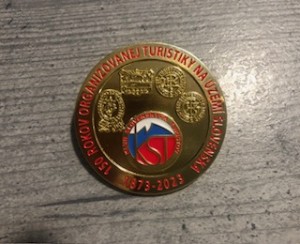 150 ROKOV ORGANIZOVANEJ TURISTIKY NA ÚZEMÍ SLOVENSKA
1873-2023